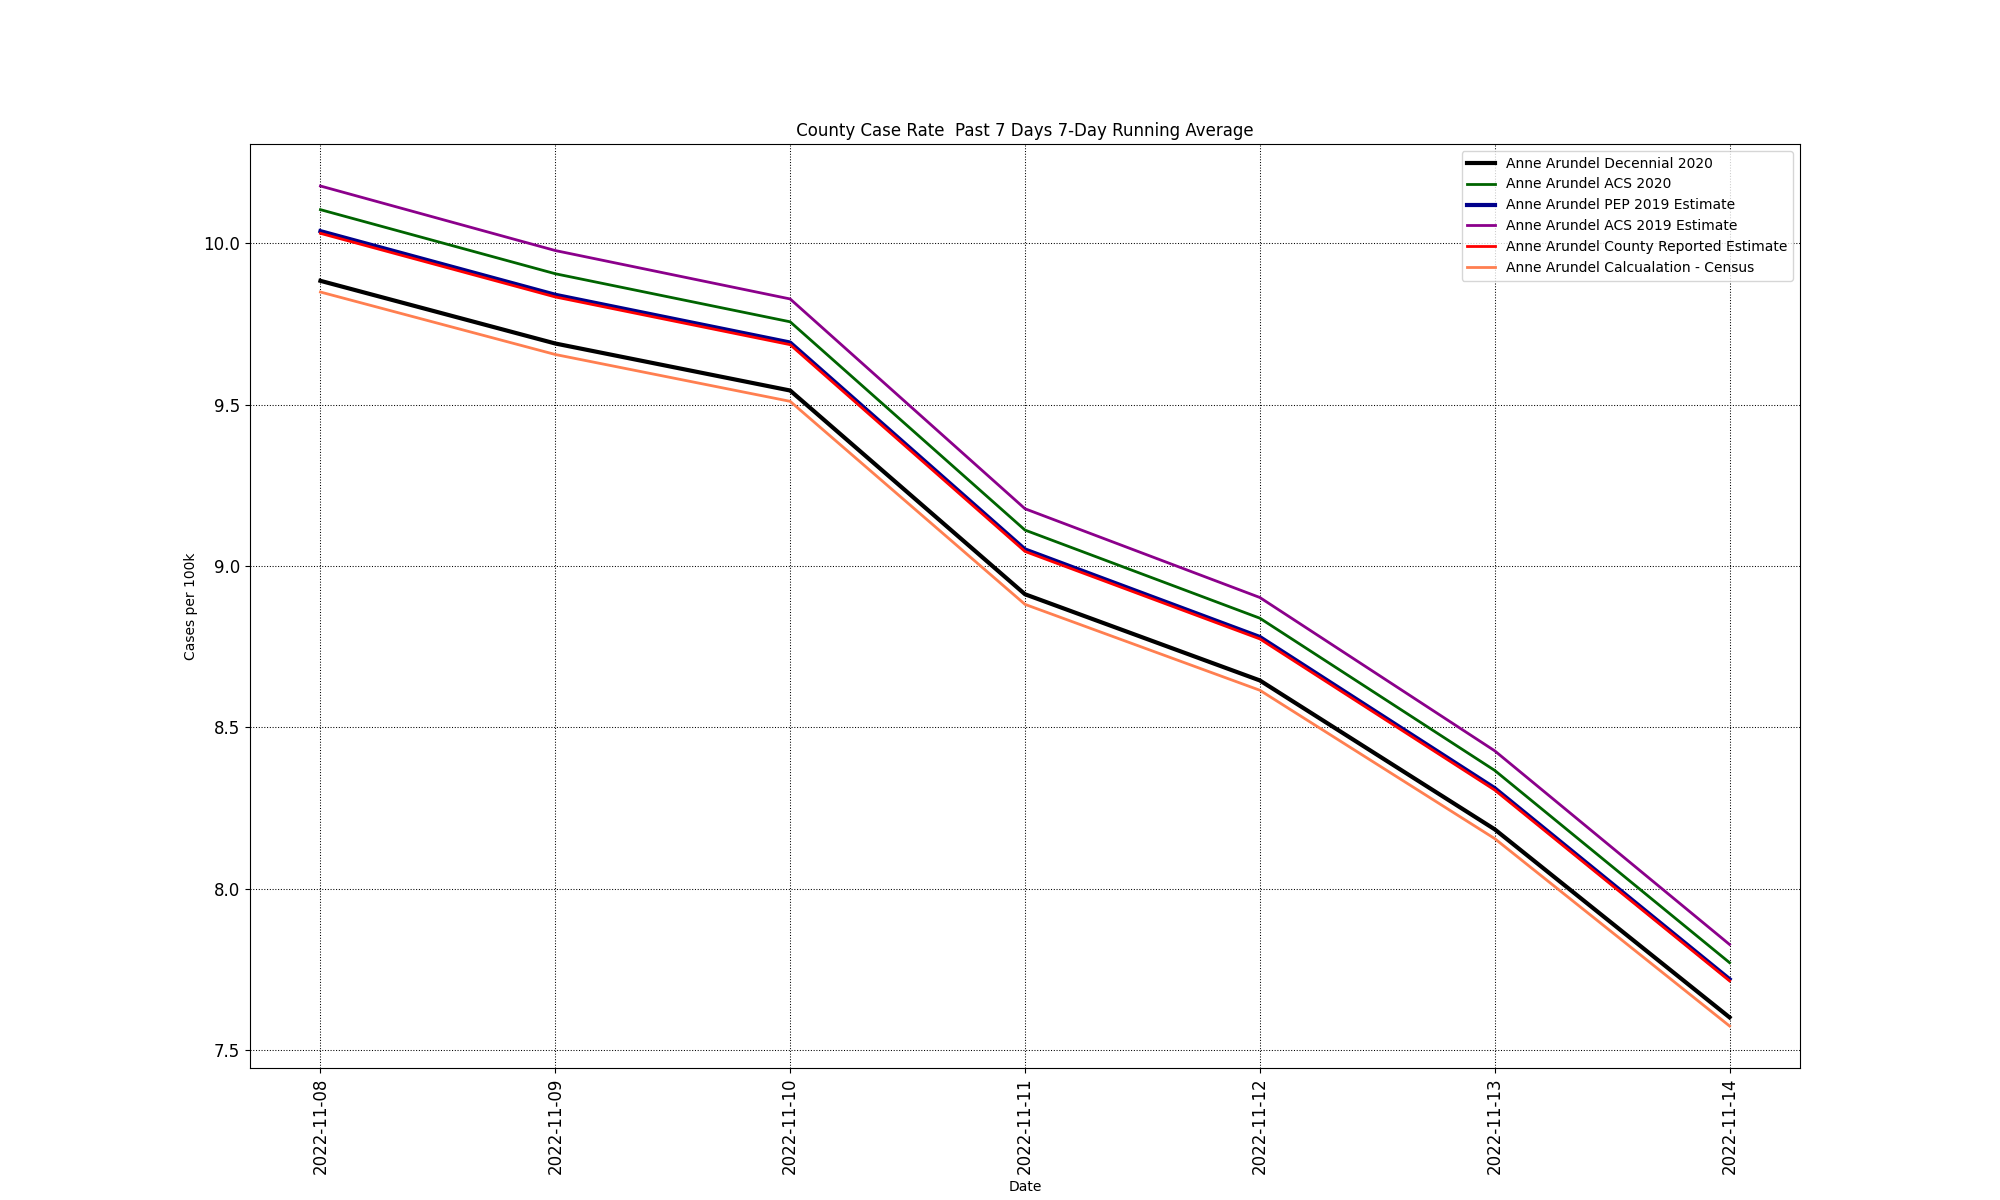 County Case Rate  Past 7 Days 7-Day Running Average
Anne Arundel Decennial 2020
Anne Arundel ACS 2020
Anne Arundel PEP 2019 Estimate
Anne Arundel ACS 2019 Estimate
Anne Arundel County Reported Estimate
Anne Arundel Calcualation - Census
Cases per 100k
10.0
9.5
9.0
8.5
8.0
7.5
2022-11-08
2022-11-09
2022-11-10
2022-11-11
2022-11-12
2022-11-13
2022-11-14
Date